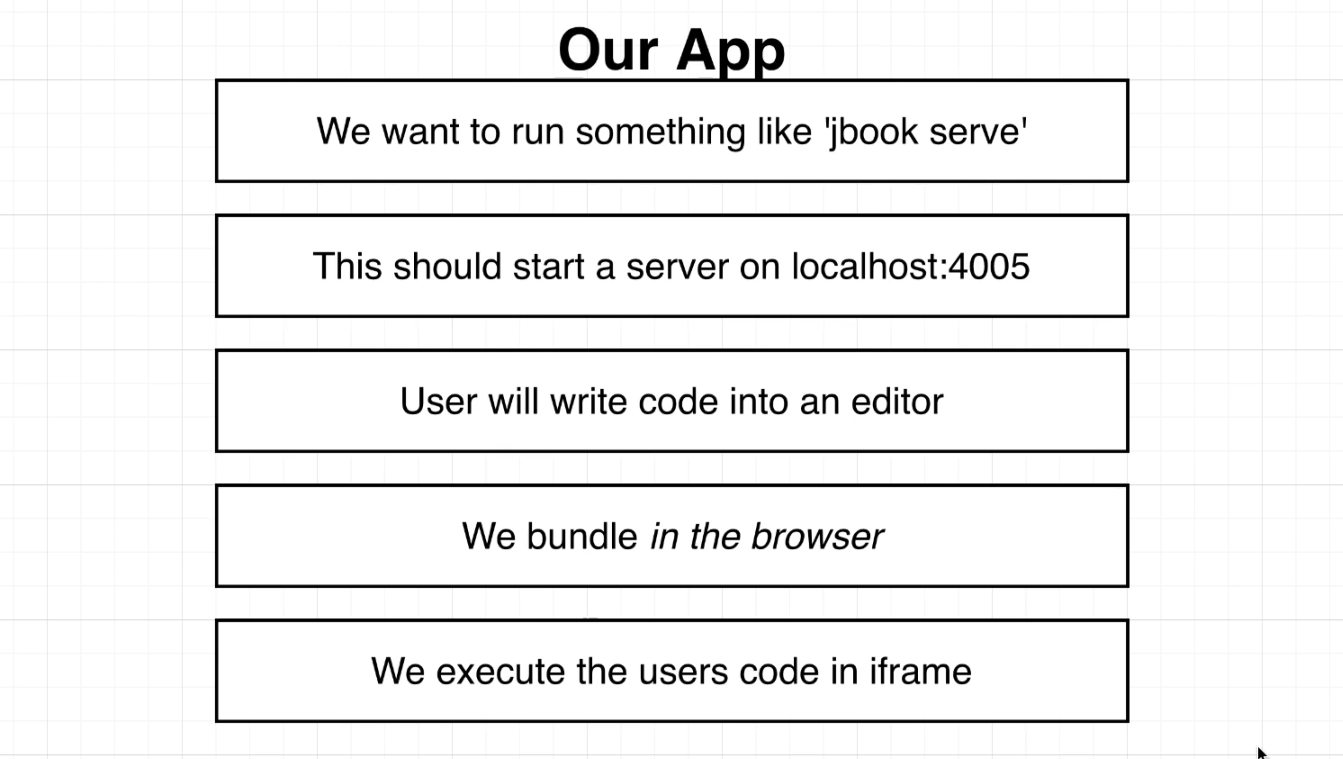 Our App
We want to run something like 'jbook serve'
This should start a server on localhost:4005
User will write code into an editor
We bundle in the browser
We execute the users code in iframe